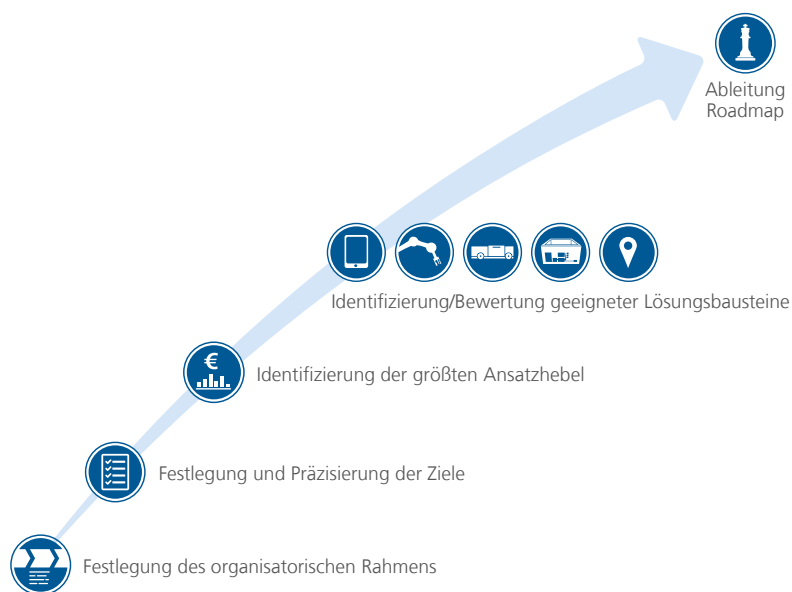 Ableitung
Roadmap
Identifizierung/Bewertung geeigneter Lösungsbausteine
€
Identifizierung der größten Ansatzhebel
Festlegung und Präzisierung der Ziele
Festlegung des organisatorischen Rahmens